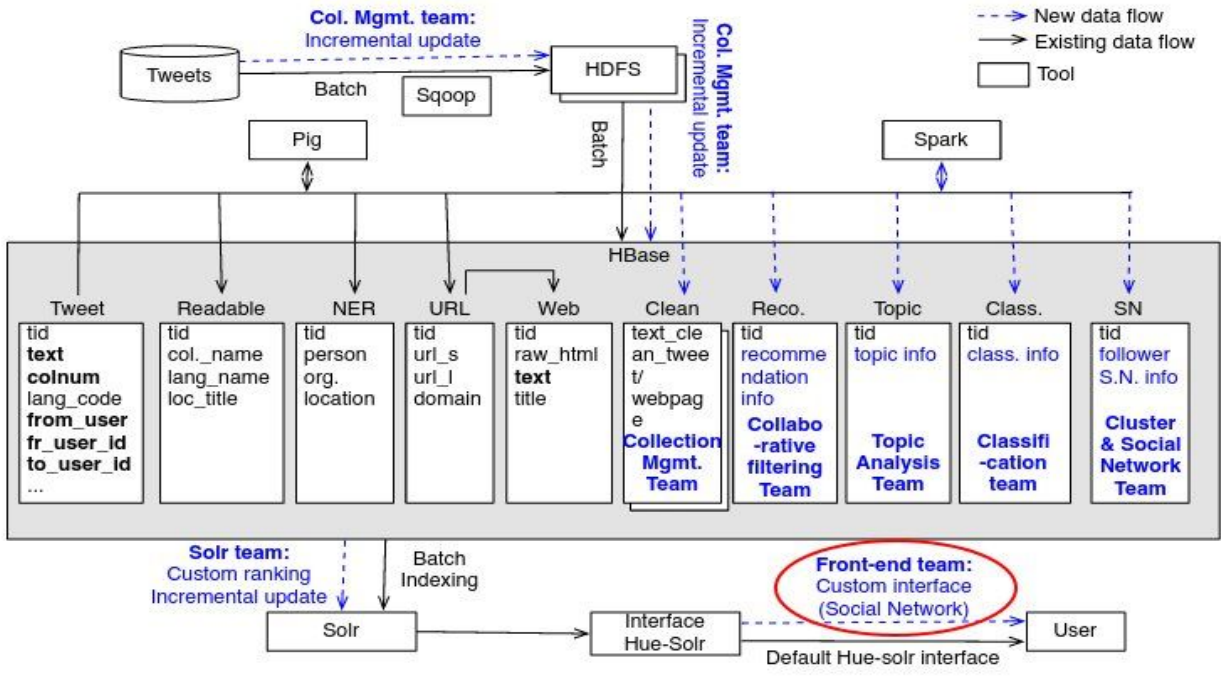 Col. Mgmt. team:
Incremental update
Tweets
Batch
Sqoop
HDFS
Batch
Col. Mgmt. team:
Incremental update
New data flow
Existing data flow
Tool
Pig
Spark
HBase
Tweet
tid
text
colnum
lang_code
from_user
fr_user_id
to_user_id
...
Readable
tid
col._name
lang_name
loc_title
NER
tid
person
org.
location
URL
tid
url_s
url_l
domain
Web
tid
raw_html
text
title
Clean
text_cle
an_twee
t/
webpag
e
Collection
Mgmt.
Team
Reco.
tid
recomme
ndation
info
Collabo
-rative
filtering
Team
Topic
tid
topic info
Topic
Analysis
Team
Class.
tid
class. info
Classifi
-cation
team
SN
tid
follower
S.N. info
Cluster
& Social
Network
Team
Solr team:
Custom ranking
Incremental update
Batch
Indexing
Solr
Interface
Hue-Solr
Front-end team:
Custom interface
(Social Network)
Default Hue-solr interface
User